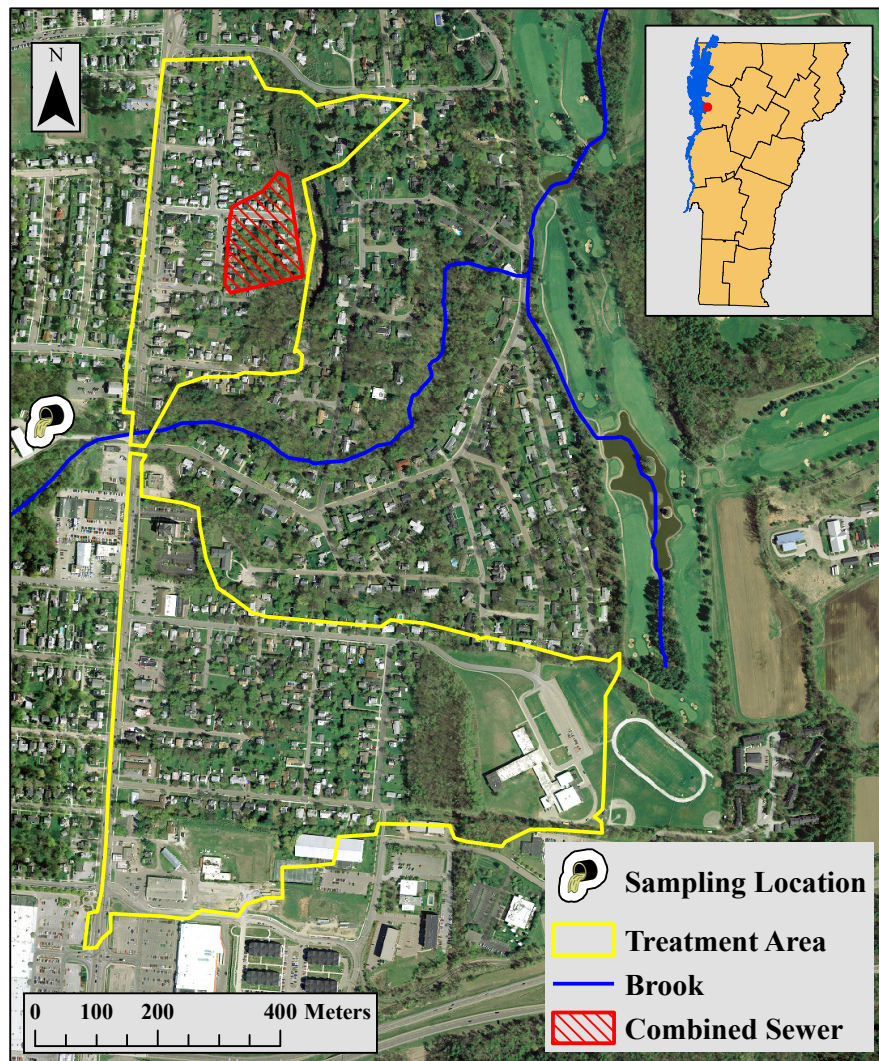 N
Sampling Location
Treatment Area
Brook
Combined Sewer
0 100 200 400 Meters